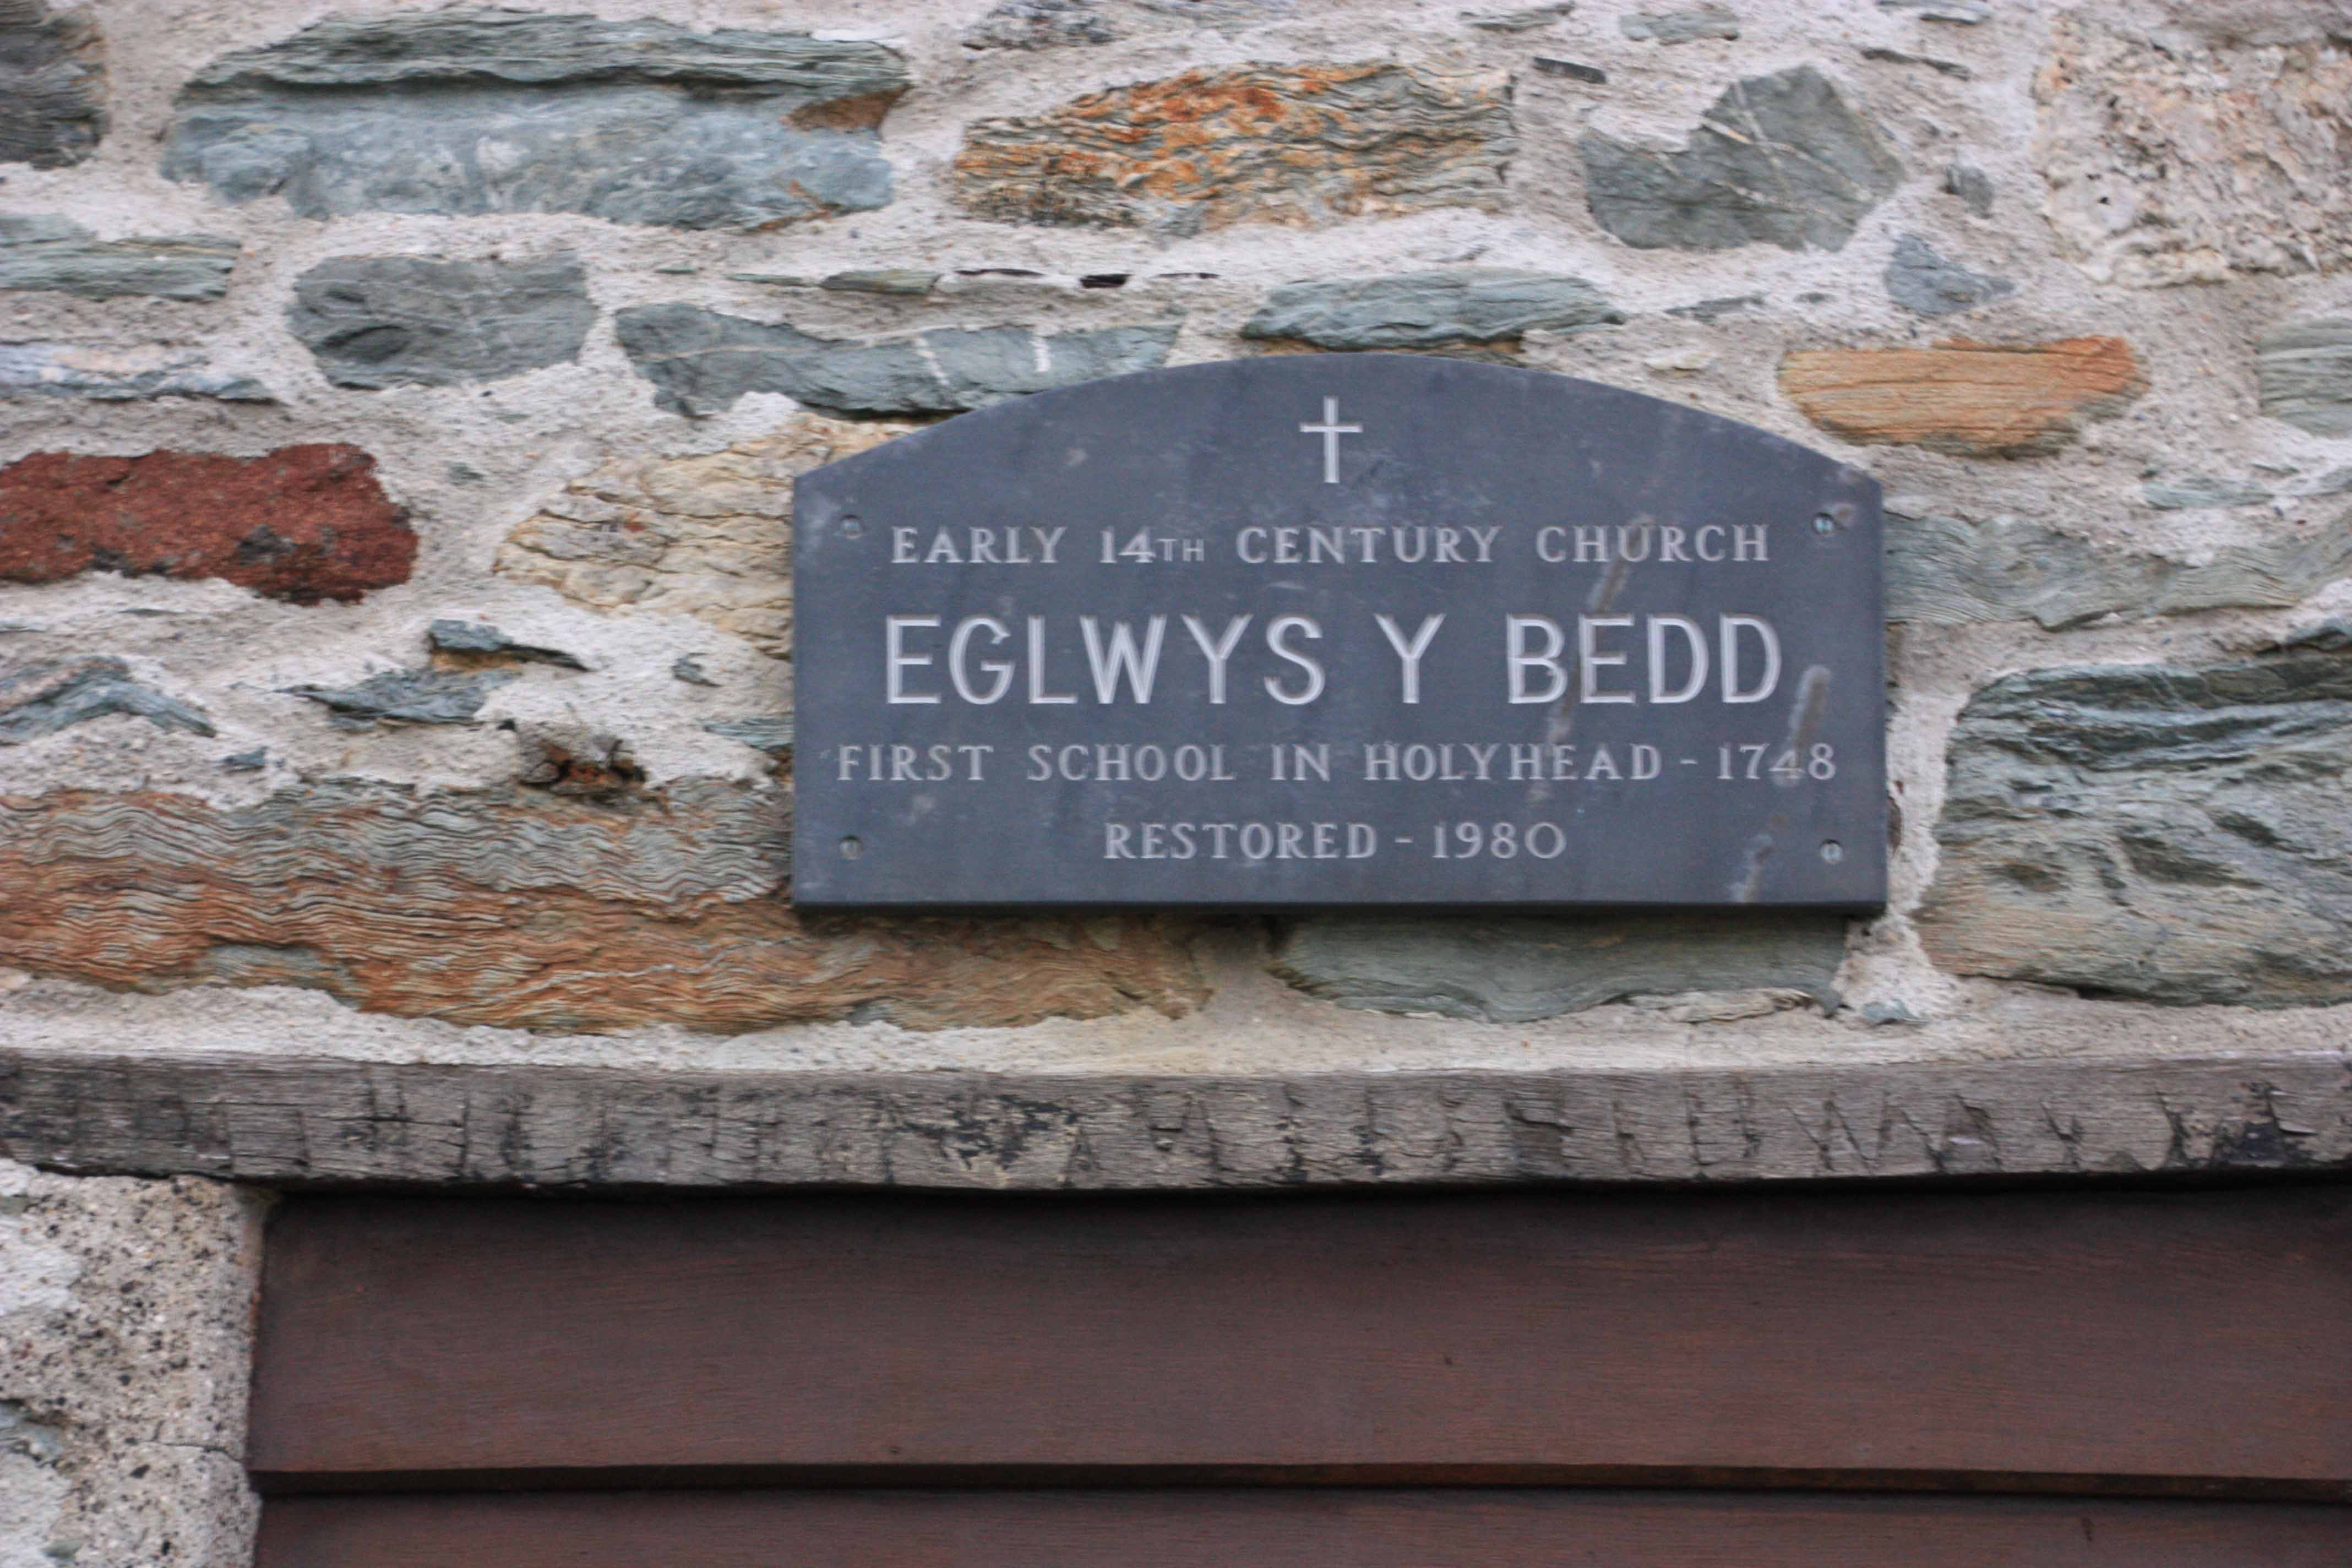 EARLY 14TH CENTURY CHURCH
EGLWYS Y BEDD
FIRST SCHOOL IN HOLYHEAD - 1748
RESTORED - 1980